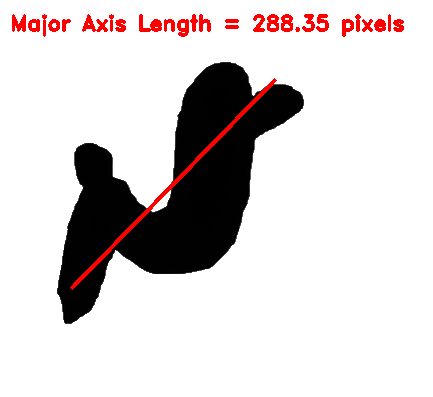 Major Axis Length = 288.35 pixels